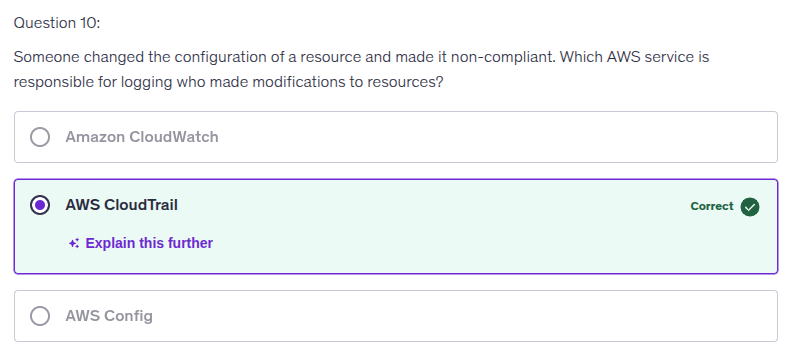 Question 10:
Someone changed the configuration of a resource and made it non-compliant. Which AWS service is
responsible for logging who made modifications to resources?
Amazon CloudWatch
AWS CloudTrail
Correct
Explain this further
AWS Config